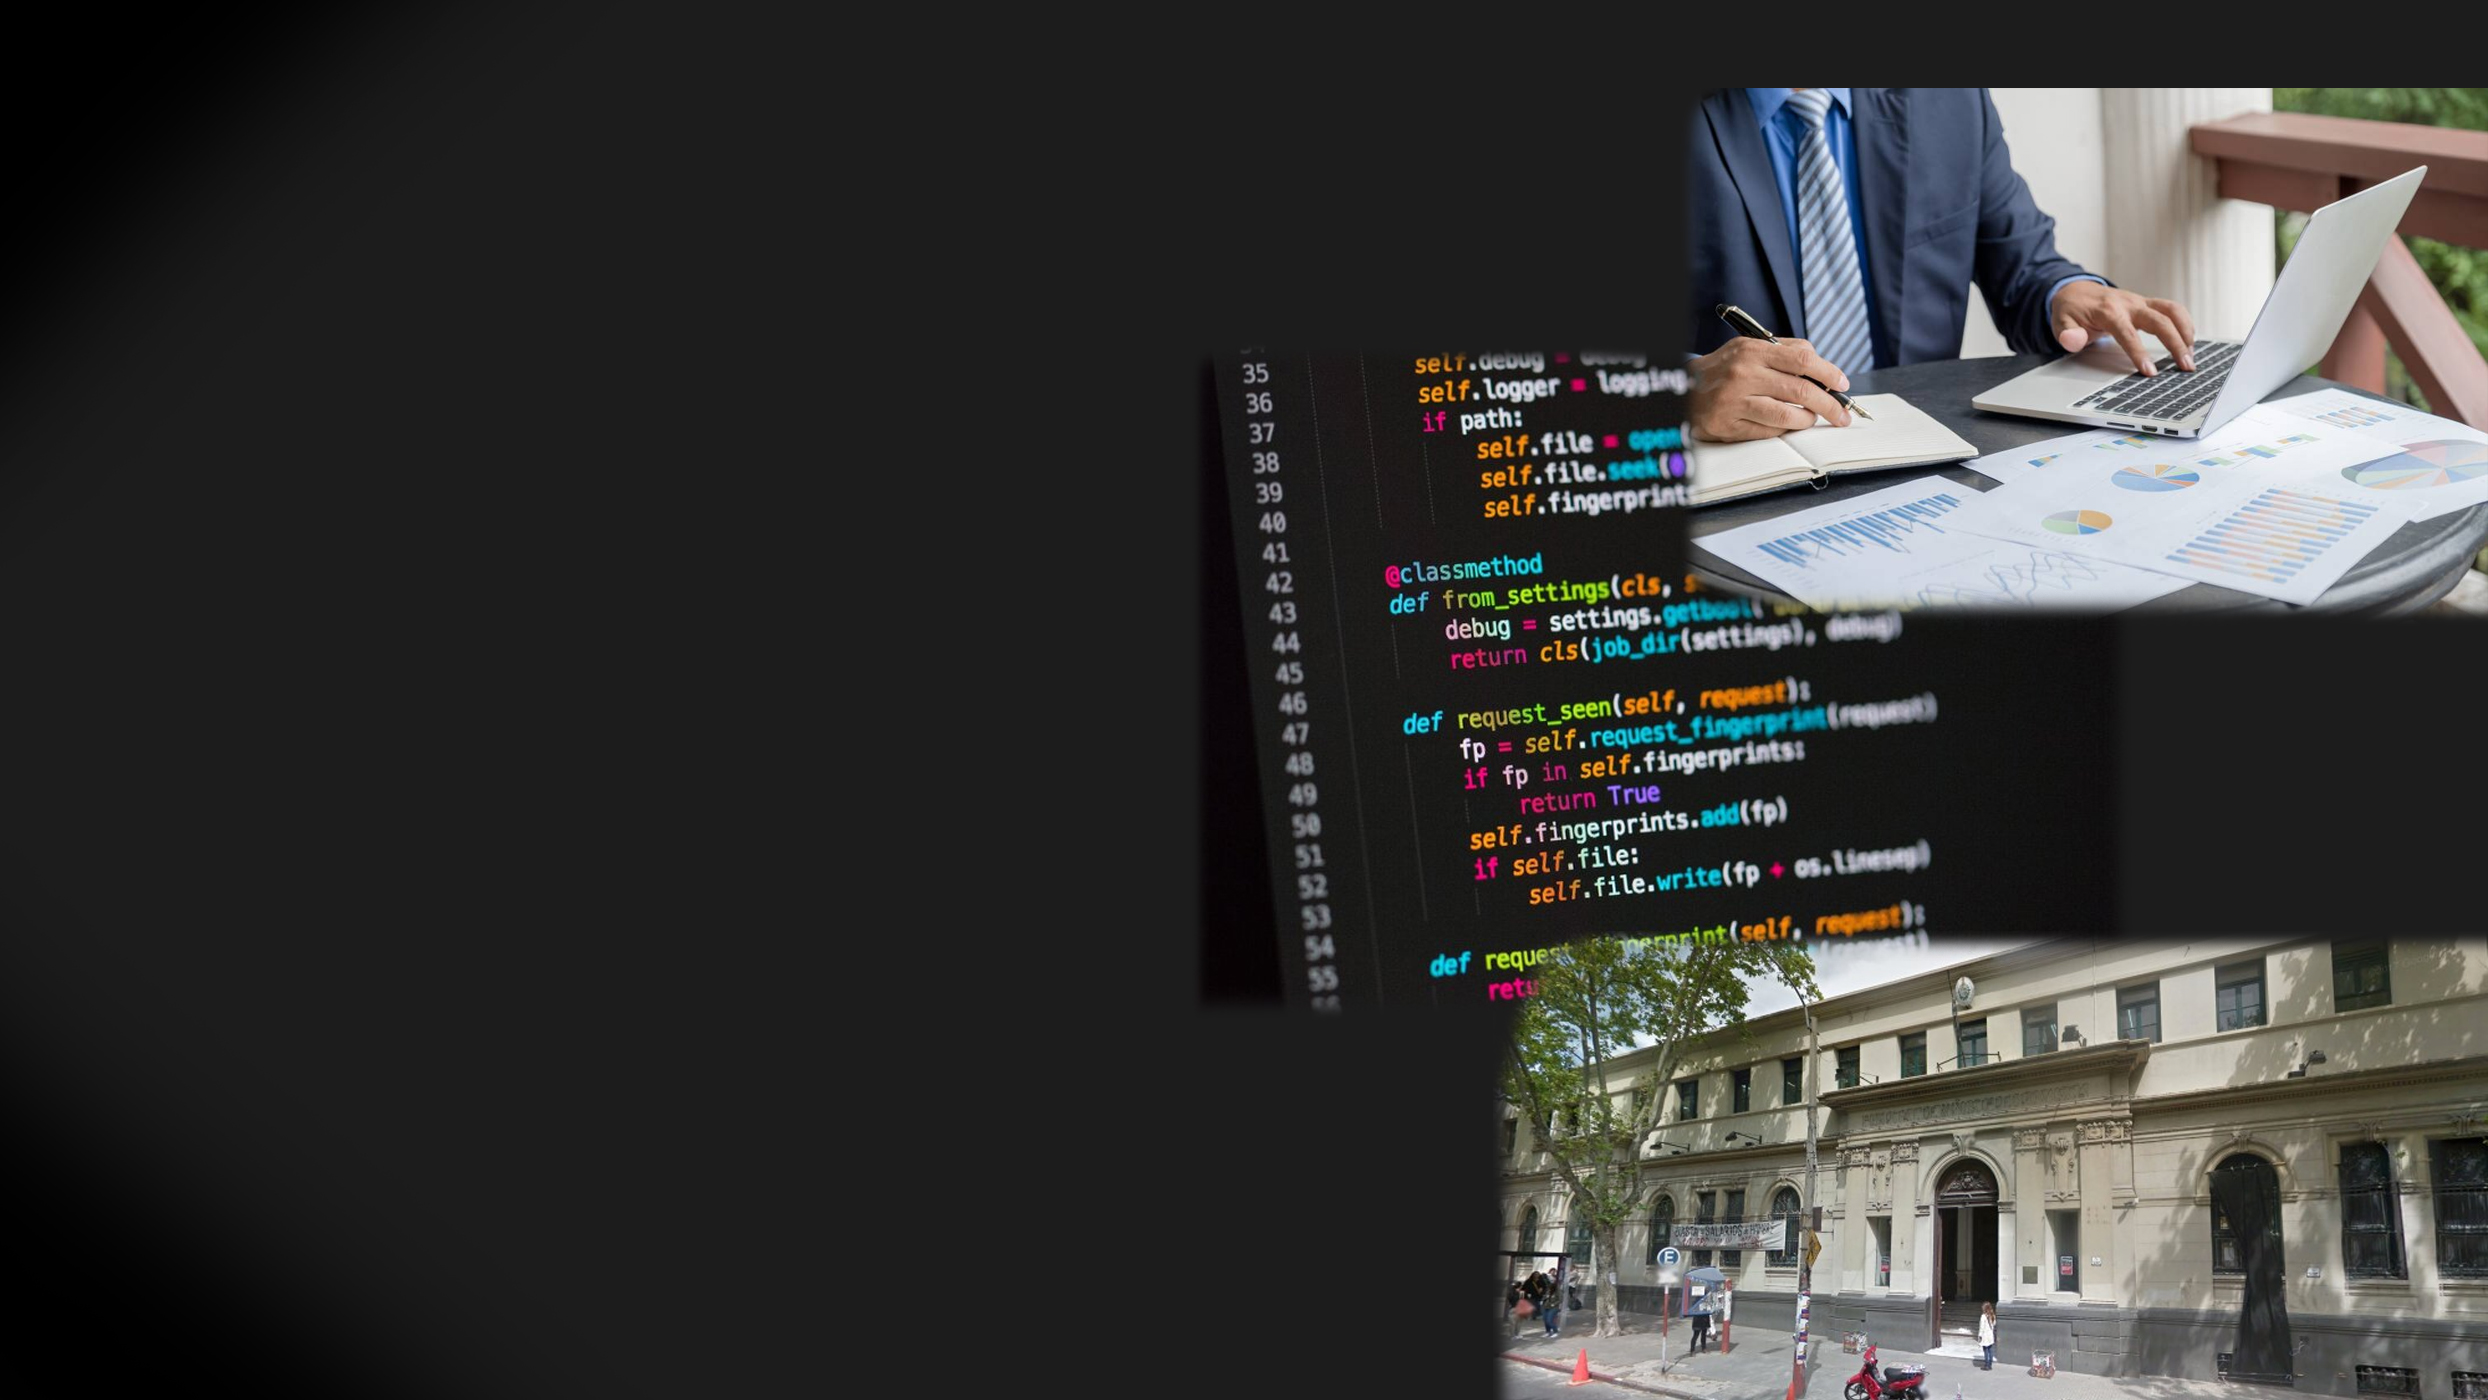 35
36
37
38
39
40
41
42
43
44
45
46
47
48
49
50
51
52
53
54
55
self.debug =
self.logger = logging.
if path:
self.file = open(
self.file.seek(
self.fingerprints
@classmethod
def from_settings(cls,
debug = settings.getbool(
return cls(job_dir(settings), debug)
def request_seen(self, request):
fp = self.request_fingerprint(request)
if fp in self.fingerprints:
return True
self.fingerprints.add(fp)
if self.file:
self.file.write(fp + os.linesep)
def (self, request):
(request)
E